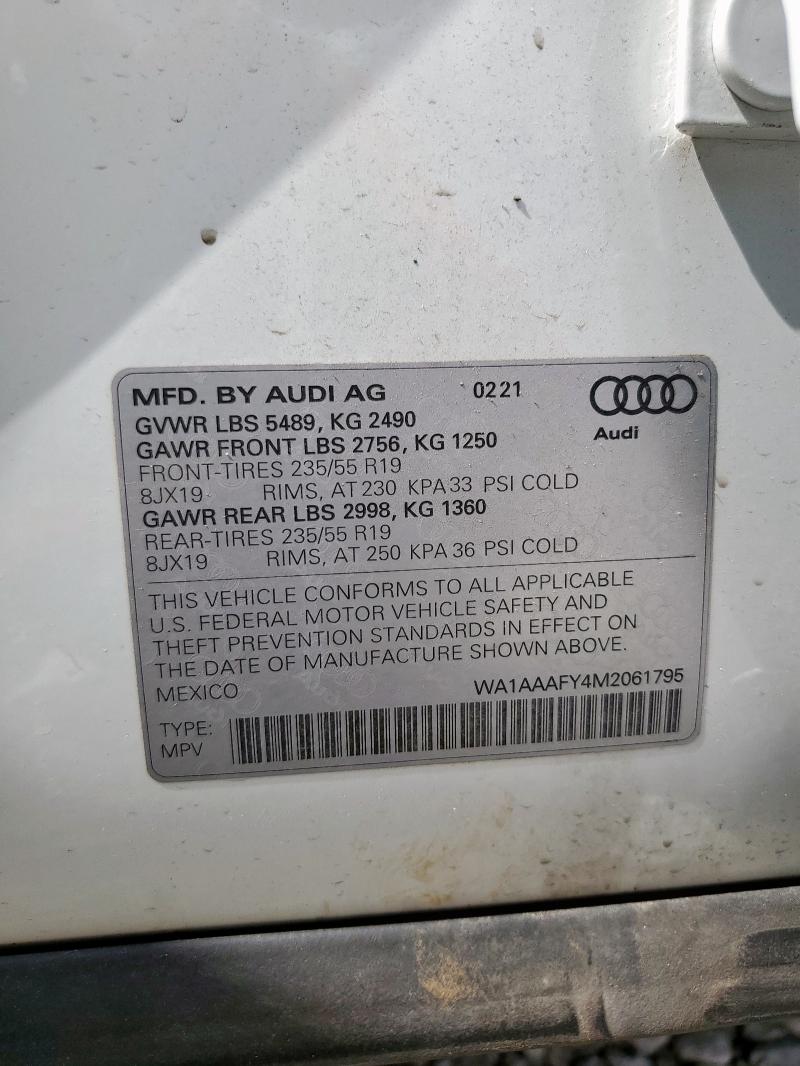 MFD. BY AUDI AG 0221
Audi
GVWR LBS 5489, KG 2490
GAWR FRONT LBS 2756, KG 1250
FRONT-TIRES 235/55 R19
8JX19 RIMS, AT 230 KPA 33 PSI COLD
GAWR REAR LBS 2998, KG 1360
REAR-TIRES 235/55 R19
8JX19 RIMS, AT 250 KPA 36 PSI COLD
THIS VEHICLE CONFORMS TO ALL APPLICABLE
U.S. FEDERAL MOTOR VEHICLE SAFETY AND
THEFT PREVENTION STANDARDS IN EFFECT ON
THE DATE OF MANUFACTURE SHOWN ABOVE.
MEXICO WA1AAAFY4M2061795
TYPE:
MPV